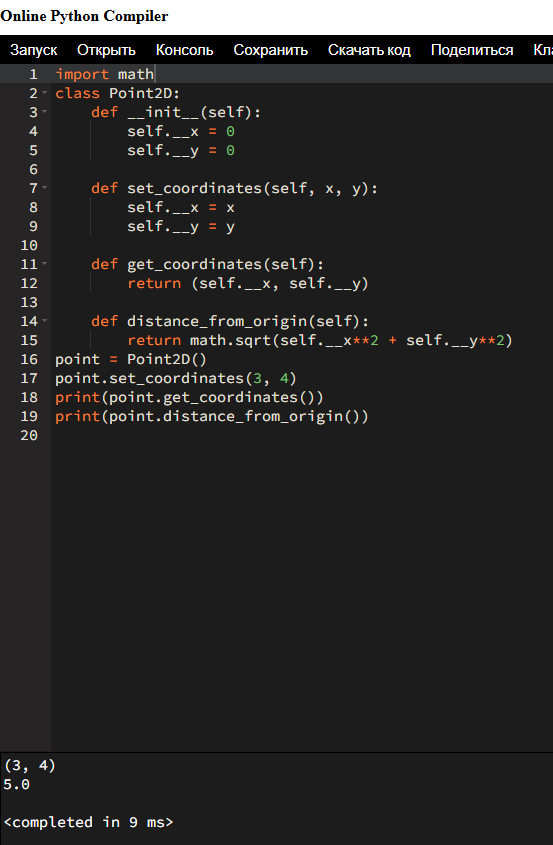 Online Python Compiler
Запуск Открыть Консоль Сохранить Скачать код Поделиться
1 import math
2 class Point2D:
3     def __init__(self):
4         self.__x = 0
5         self.__y = 0
6
7     def set_coordinates(self, x, y):
8         self.__x = x
9         self.__y = y
10
11     def get_coordinates(self):
12         return (self.__x, self.__y)
13
14     def distance_from_origin(self):
15         return math.sqrt(self.__x**2 + self.__y**2)
16 point = Point2D()
17 point.set_coordinates(3, 4)
18 print(point.get_coordinates())
19 print(point.distance_from_origin())
20
(3, 4)
5.0
<completed in 9 ms>